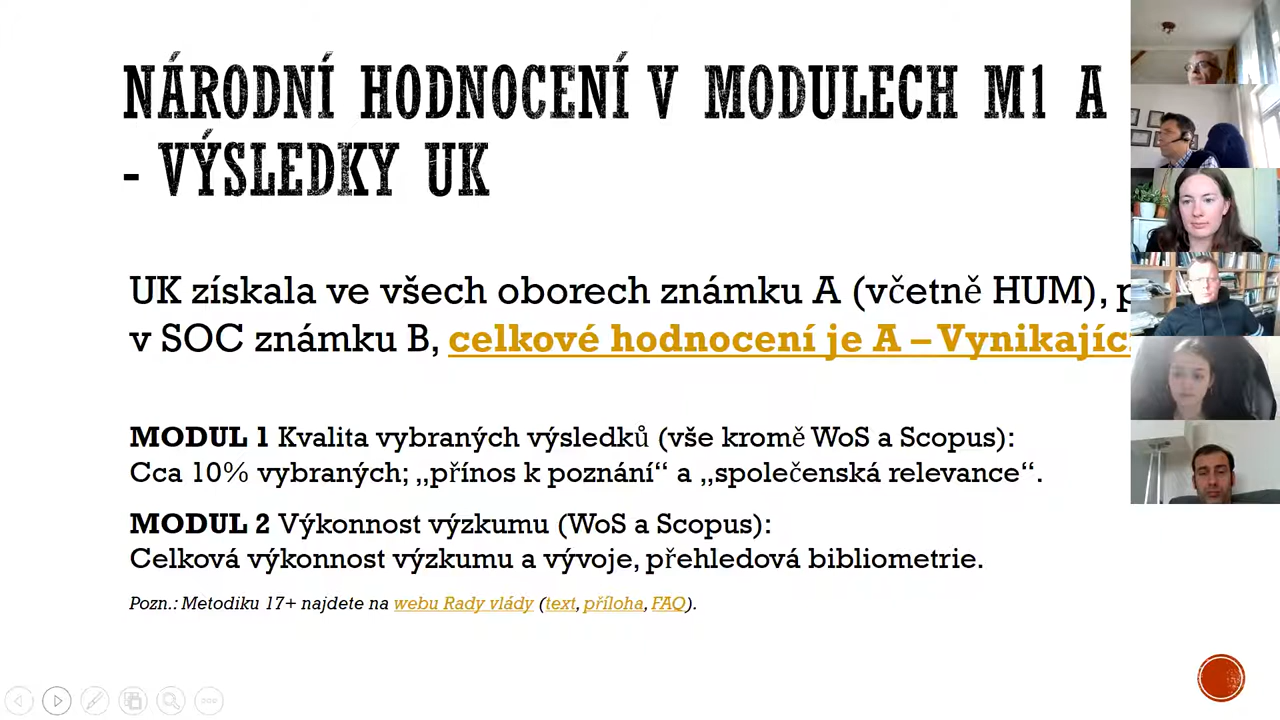 NÁRODNÍ HODNOCENÍ V MODULECH M1 A
- VÝSLEDKY UK
UK získala ve všech oborech známku A (včetně HUM),
v SOC známku B, celkové hodnocení je A – Vynikajíc
MODUL 1 Kvalita vybraných výsledků (vše kromě WoS a Scopus):
Cca 10% vybraných; „přínos k poznání“ a „společenská relevance“.
MODUL 2 Výkonnost výzkumu (WoS a Scopus):
Celková výkonnost výzkumu a vývoje, přehledová bibliometrie.
Pozn.: Metodiku 17+ najdete na webu Rady vlády (text, příloha, FAQ).